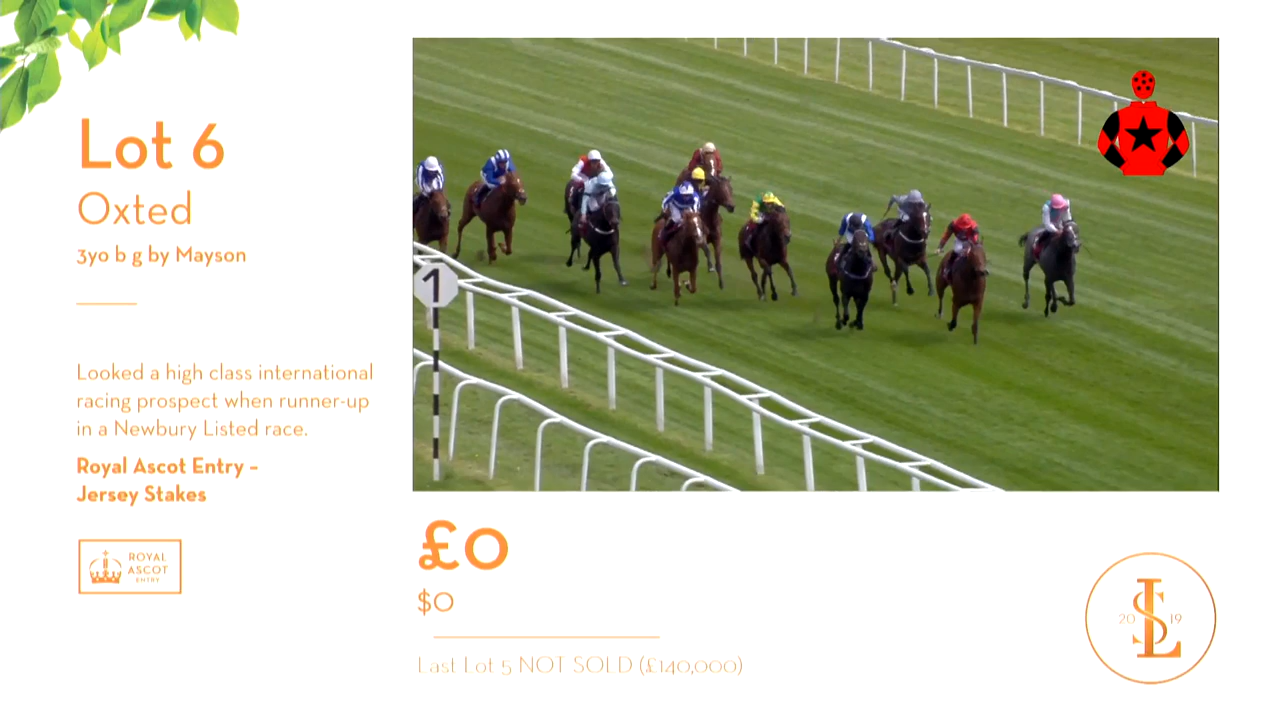 Lot 6
Oxted
3yo b g by Mayson
Looked a high class international
racing prospect when runner-up
in a Newbury Listed race.
Royal Ascot Entry –
Jersey Stakes
ROYAL
ASCOT
ENTRY
1
£0
$0
Last Lot 5 NOT SOLD (£140,000)
20 SL 19